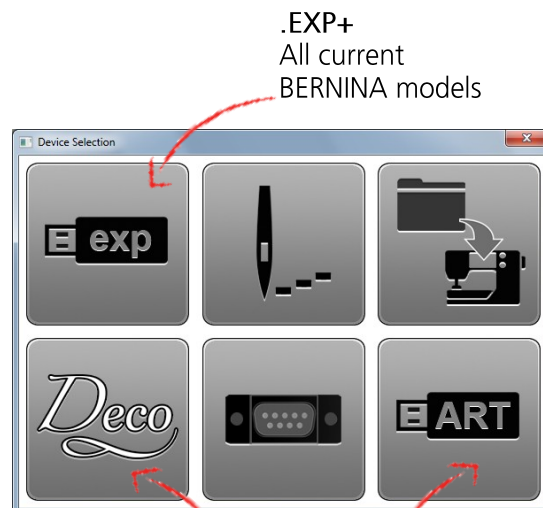 .EXP+
All current
BERNINA models
Device Selection
exp
Deco
ART